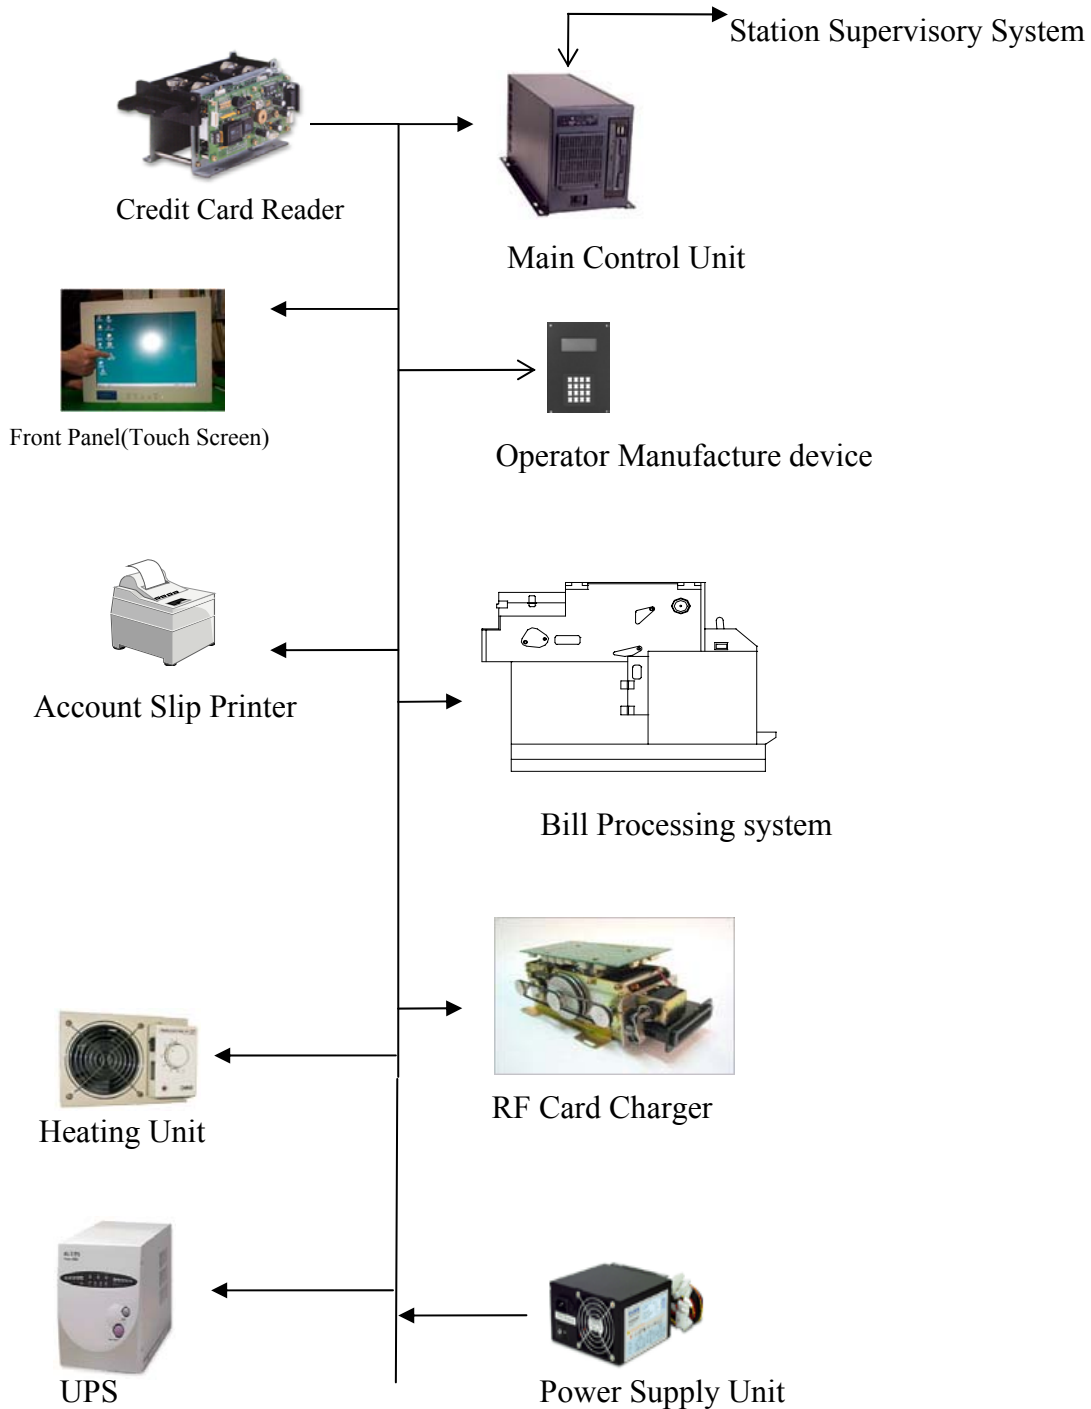 Station Supervisory System
Credit Card Reader
Main Control Unit
Front Panel(Touch Screen)
Operator Manufacture device
Account Slip Printer
Bill Processing system
RF Card Charger
Heating Unit
UPS
Power Supply Unit